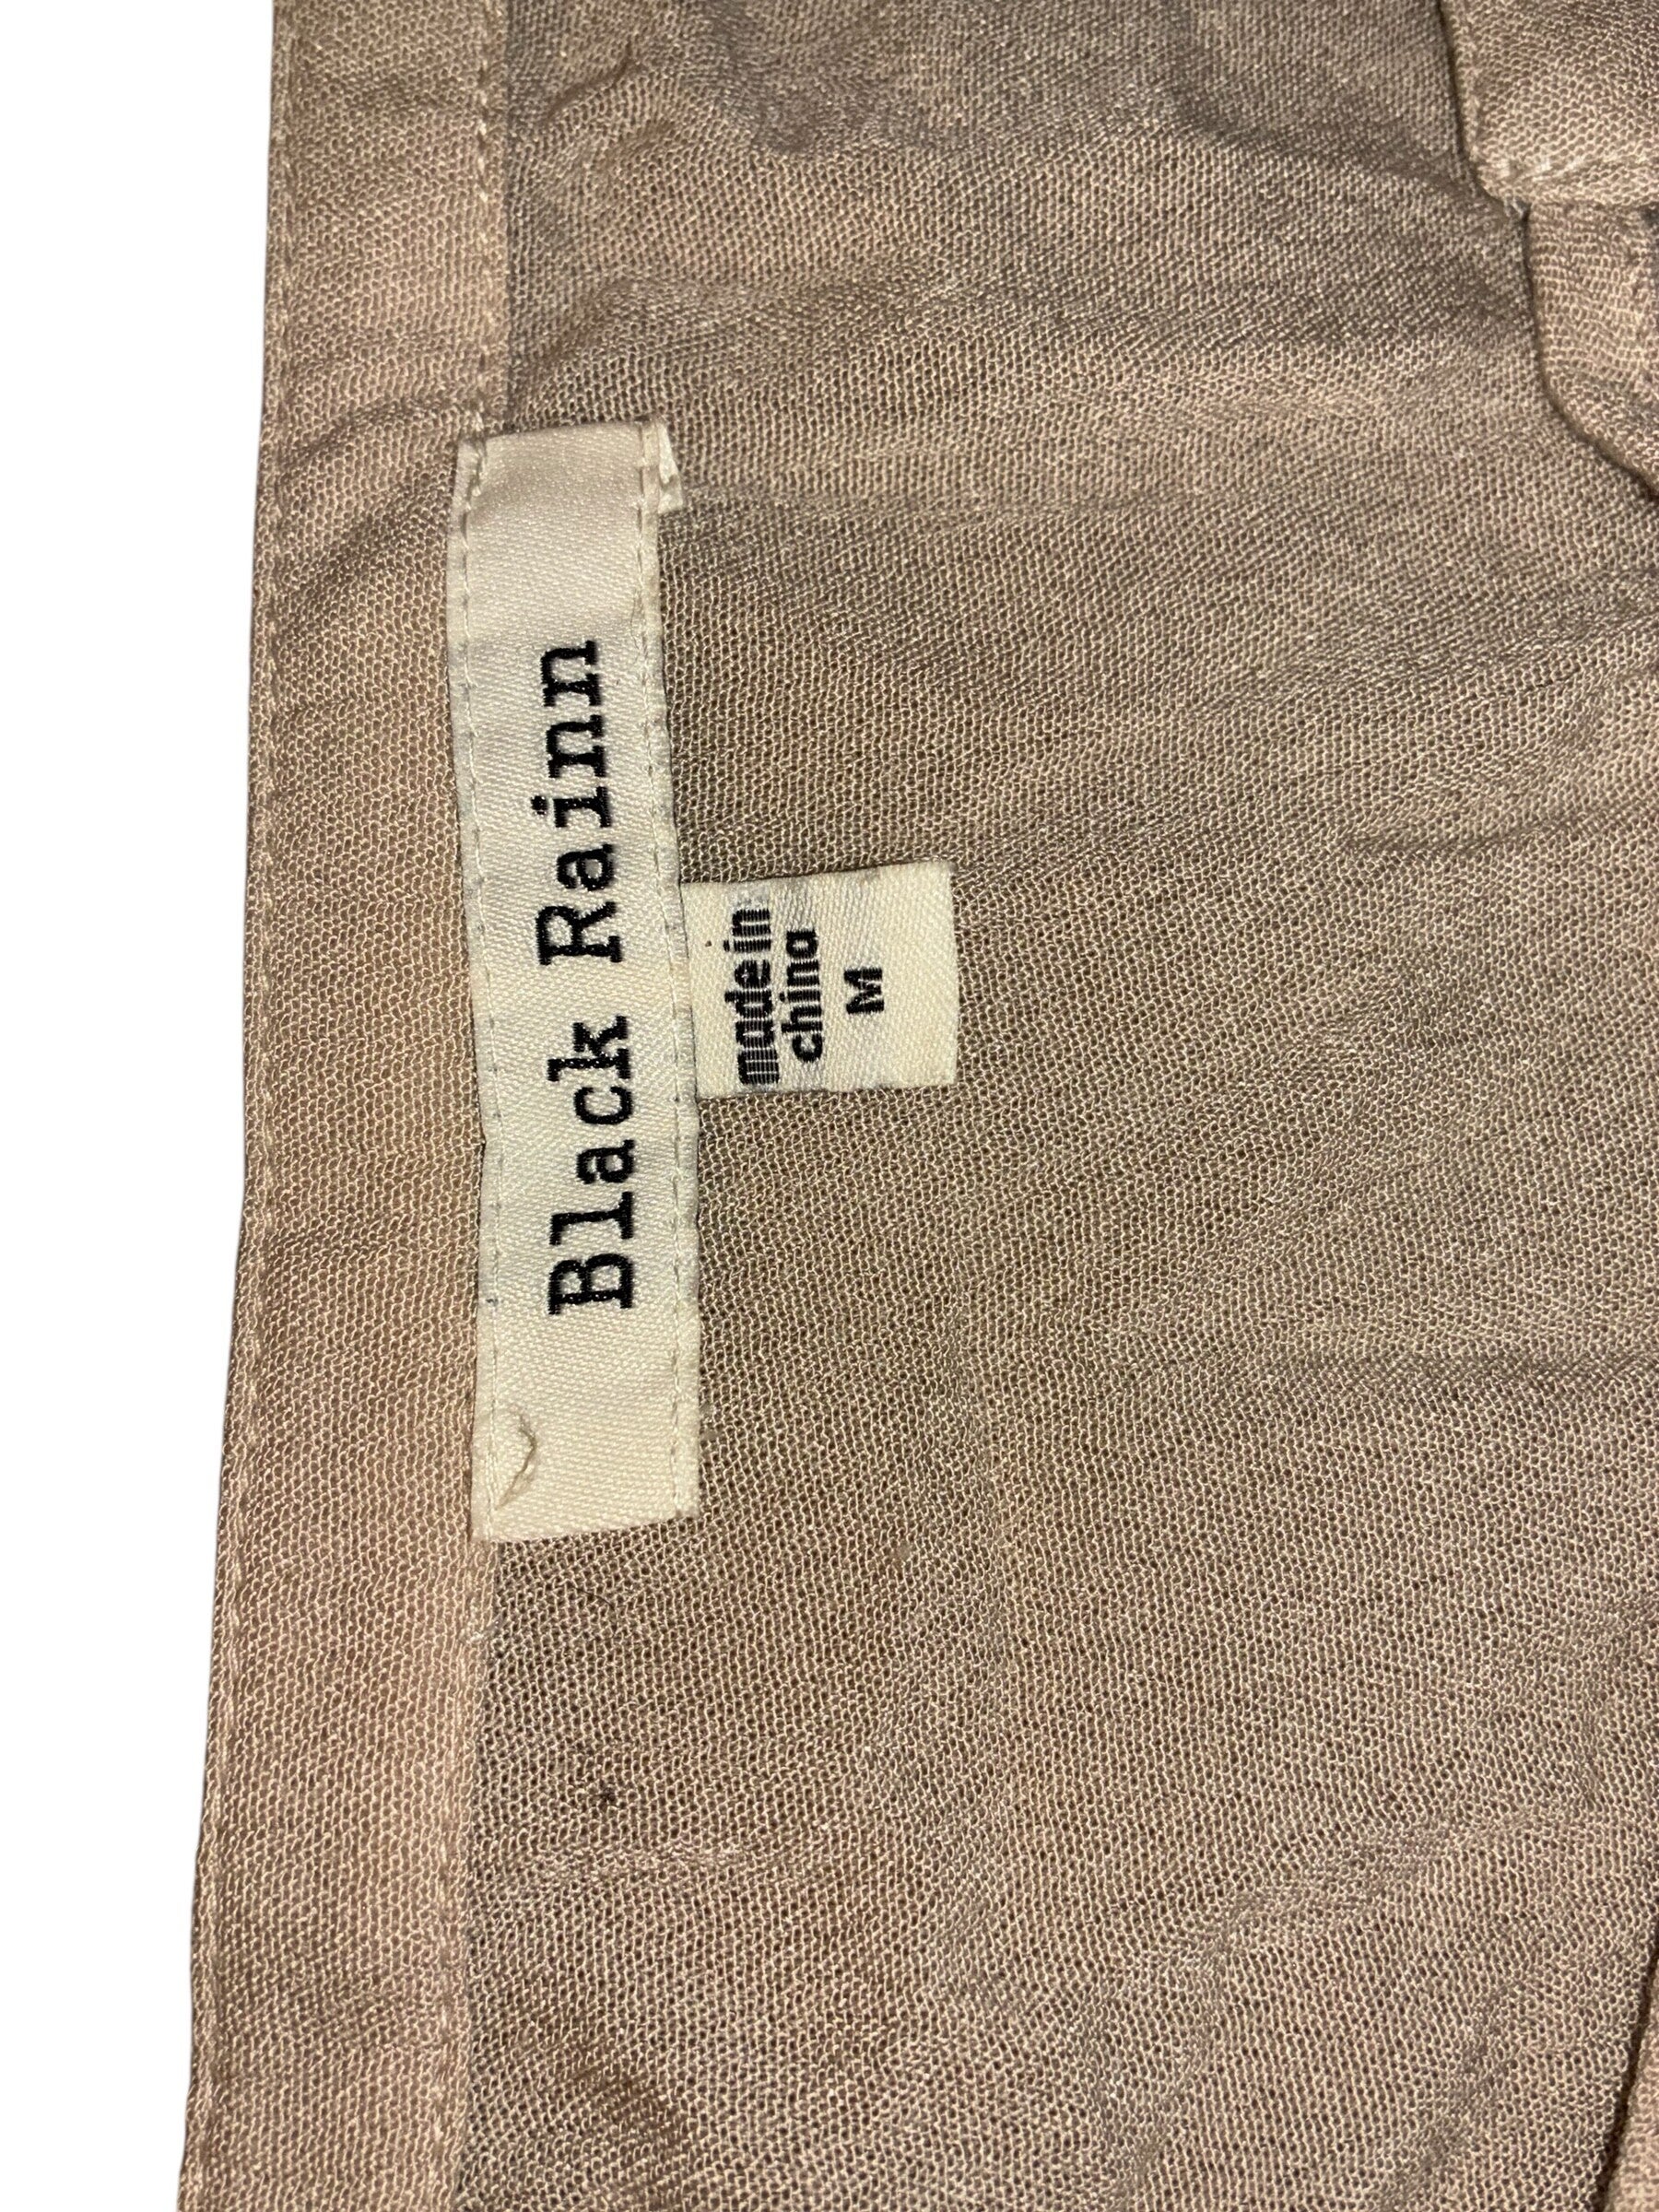 Black Rainn
made in
china
M